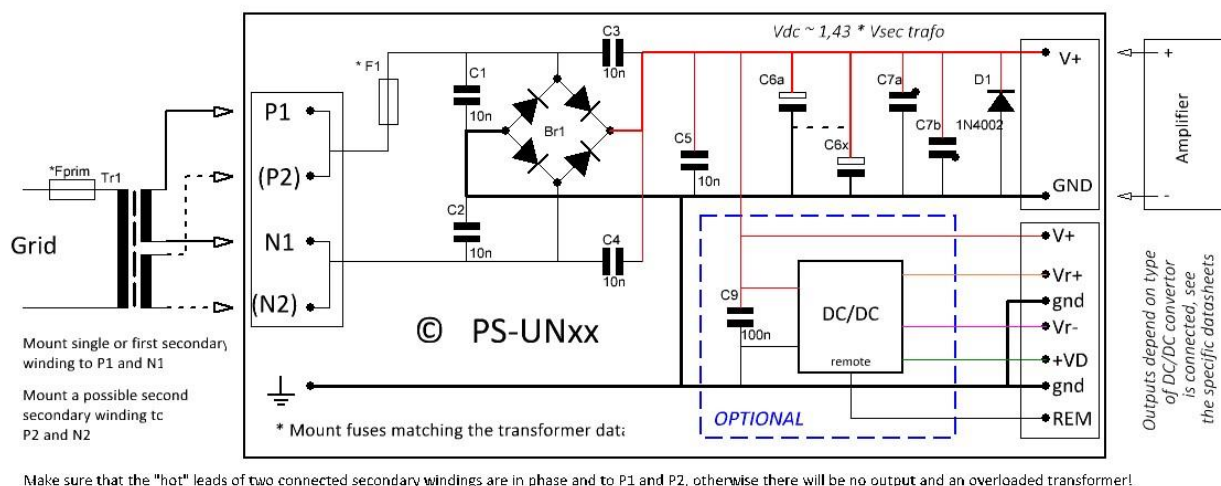 Vdc ~ 1,43 * Vsec trafo
C3
10n
* F1
C1
10n
Br1
C6a
C7a
D1
V+
+
P1
C7b
1N4002
C5
10n
C6x
*Fprim
Tr1
(P2)
GND
-
Amplifier
C2
10n
C4
10n
Grid
N1
(N2)
V+
Vr+
gnd
Vr-
+VD
gnd
REM
C9
100n
DC/DC
remote
© PS-UNxx
OPTIONAL
Mount single or first secondary
winding to P1 and N1
Mount a possible second
secondary winding tc
P2 and N2
* Mount fuses matching the transformer data
Outputs depend on type
of DC/DC convertor
is connected, see
the specific datasheets
Make sure that the "hot" leads of two connected secondary windings are in phase and to P1 and P2, otherwise there will be no output and an overloaded transformer!